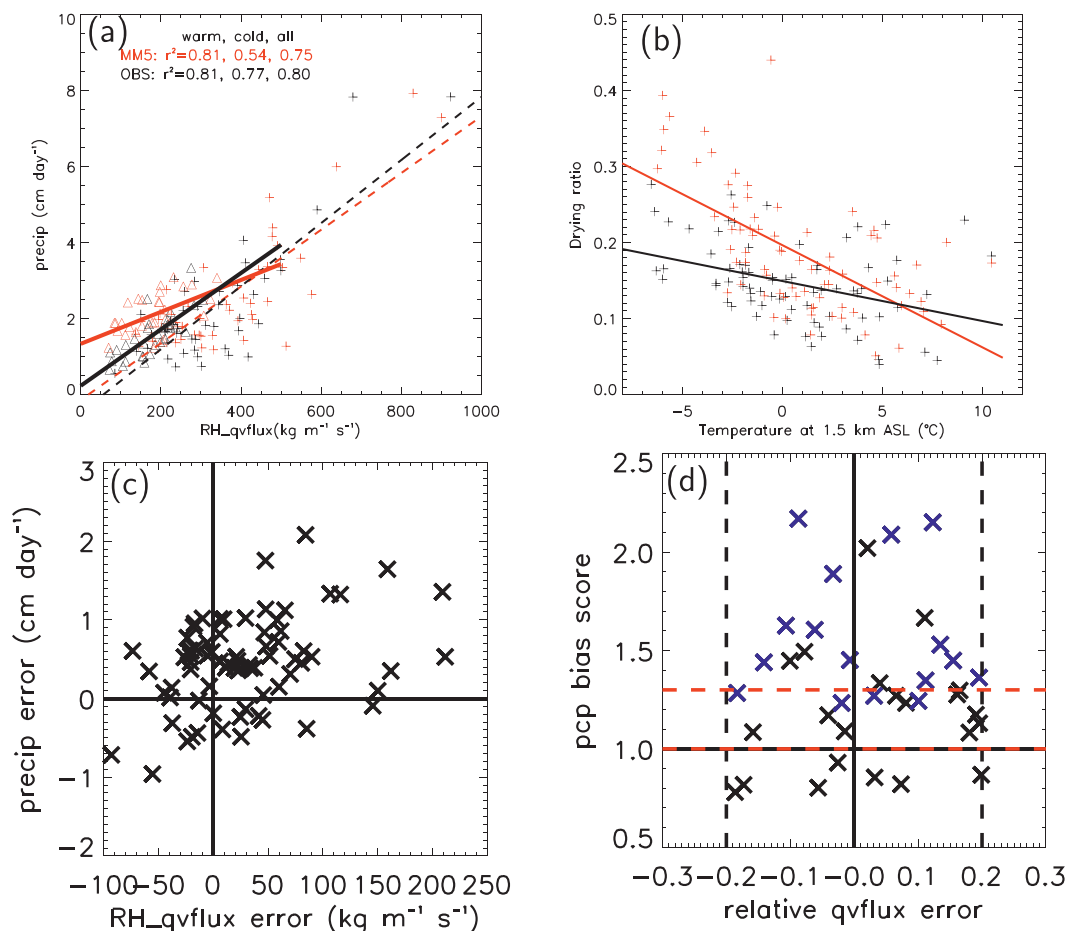 (a)
warm, cold, all
MM5: r²=0.81, 0.54, 0.75
OBS: r²=0.81, 0.77, 0.80
precip (cm day⁻¹)
10
8
6
4
2
0
0 200 400 600 800 1000
RH_qvflux(kg m⁻¹ s⁻¹)
(b)
Drying ratio
0.5
0.4
0.3
0.2
0.1
0.0
−5 0 5 10
Temperature at 1.5 km ASL (°C)
(c)
precip error (cm day⁻¹)
3
2
1
0
−1
−2
−100−50 0 50 100 150 200 250
RH_qvflux error (kg m⁻¹ s⁻¹)
(d)
pcp bias score
2.5
2.0
1.5
1.0
0.5
−0.3 −0.2 −0.1 −0.0 0.1 0.2 0.3
relative qvflux error